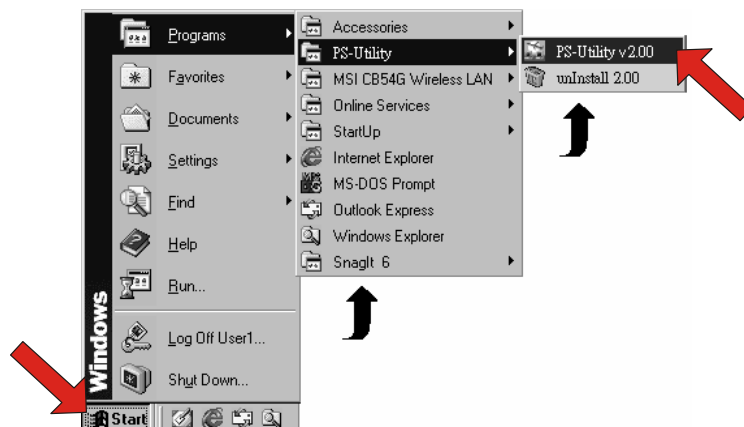 Programs
Favorites
Documents
Settings
Find
Help
Run...
Log Off User1...
Shut Down...
Windows
Start
Accessories
PS-Utility
MSI CB54G Wireless LAN
Online Services
StartUp
Internet Explorer
MS-DOS Prompt
Outlook Express
Windows Explorer
SnagIt 6
PS-Utility v2.00
unInstall 2.00